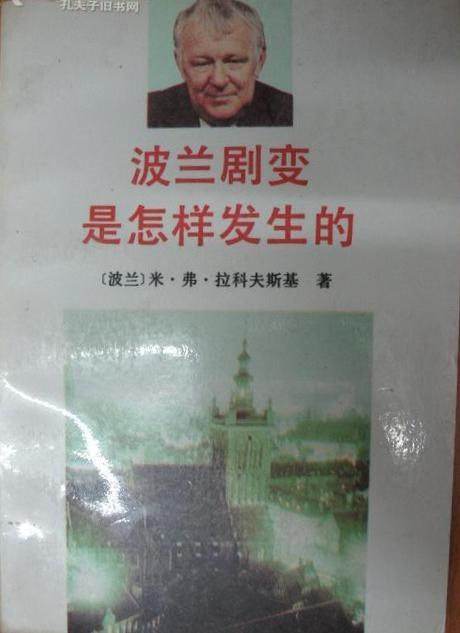 孔夫子旧书网
波兰剧变
是怎样发生的
〔波兰〕米·弗·拉科夫斯基 著